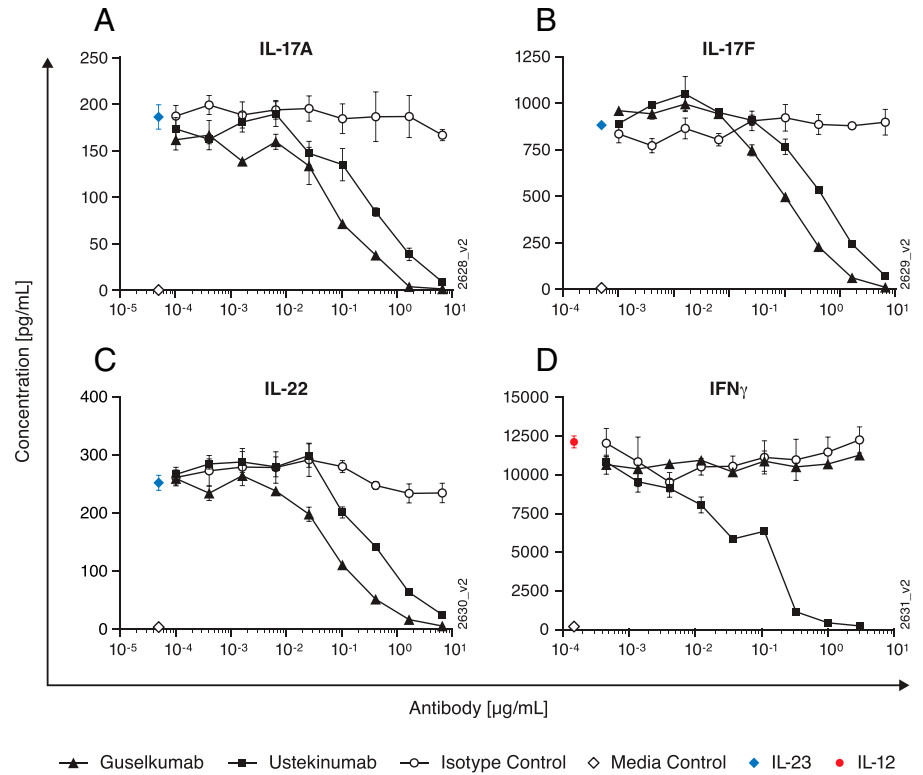 A
IL-17A
250
200
150
100
50
0
10-5 10-4 10-3 10-2 10-1 100 101
2628_v2
B
IL-17F
1250
1000
750
500
250
0
10-4 10-3 10-2 10-1 100 101
2629_v2
C
IL-22
400
300
200
100
0
10-5 10-4 10-3 10-2 10-1 100 101
2630_v2
D
IFNγ
15000
12500
10000
7500
5000
2500
0
10-4 10-3 10-2 10-1 100 101
2631_v2
Concentration [pg/mL]
Antibody [µg/mL]
Guselkumab Ustekinumab Isotype Control Media Control IL-23 IL-12